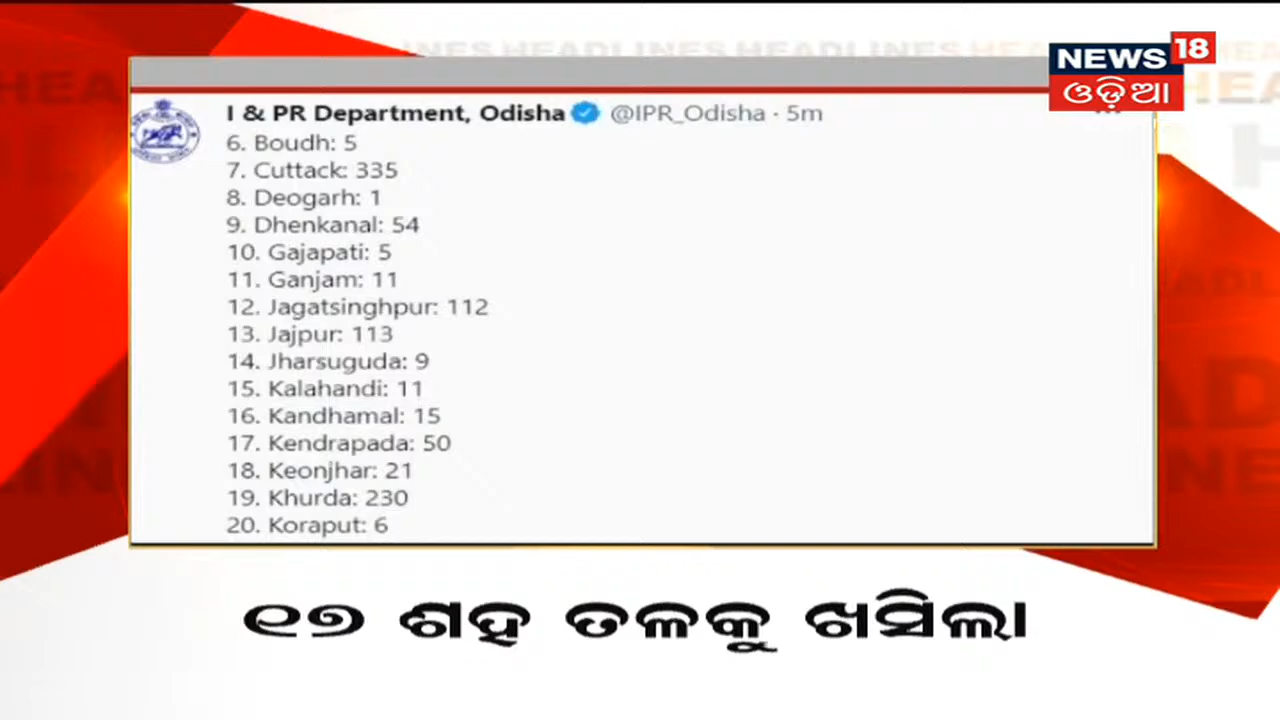 NEWS 18
ଓଡ଼ିଆ
I & PR Department, Odisha @IPR_Odisha · 5m
6. Boudh: 5
7. Cuttack: 335
8. Deogarh: 1
9. Dhenkanal: 54
10. Gajapati: 5
11. Ganjam: 11
12. Jagatsinghpur: 112
13. Jajpur: 113
14. Jharsuguda: 9
15. Kalahandi: 11
16. Kandhamal: 15
17. Kendrapada: 50
18. Keonjhar: 21
19. Khurda: 230
20. Koraput: 6
୧୭ ଶହ ତଳକୁ ଖସିଲା